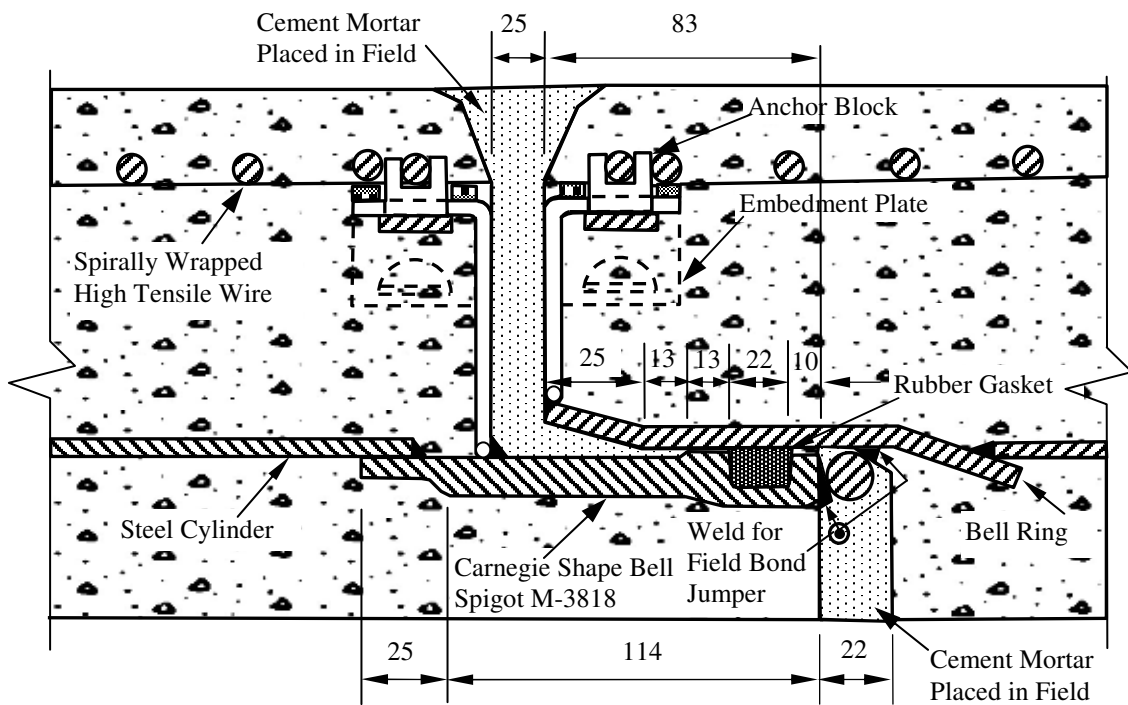 Cement Mortar
Placed in Field
25
83
Anchor Block
Embedment Plate
Spirally Wrapped
High Tensile Wire
25
13
13
22
10
Rubber Gasket
Steel Cylinder
Carnegie Shape Bell
Spigot M-3818
Weld for
Field Bond
Jumper
Bell Ring
25
114
22
Cement Mortar
Placed in Field